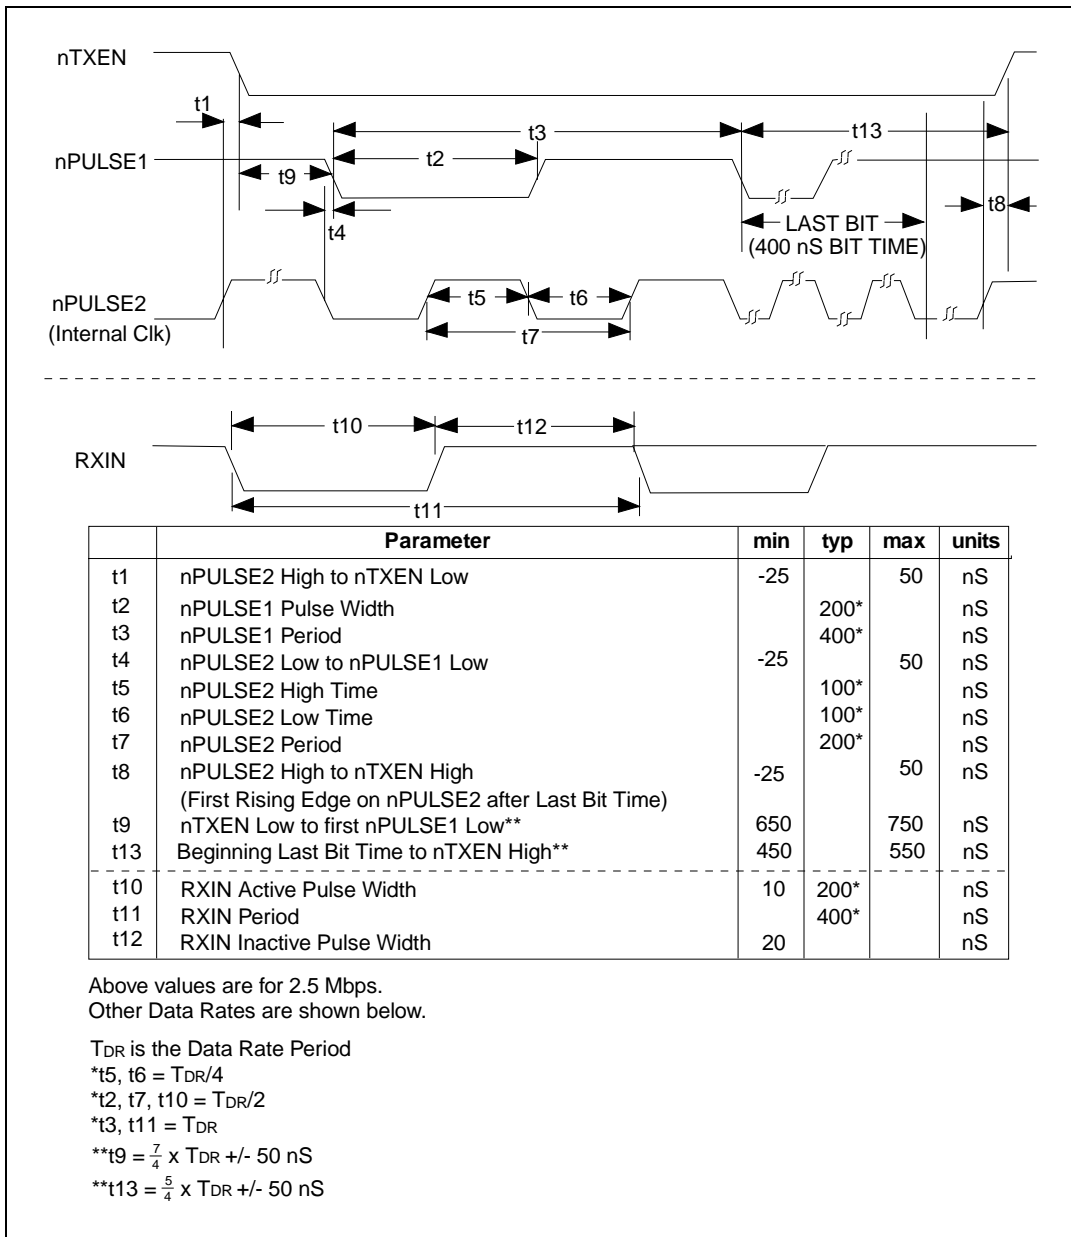 nTXEN
t1
t3
t13
nPULSE1
t2
t9
t8
t4
LAST BIT
(400 nS BIT TIME)
nPULSE2
(Internal Clk)
t5
t6
t7
t10
t12
RXIN
t11
Parameter min typ max units
t1 nPULSE2 High to nTXEN Low -25 50 nS
t2 nPULSE1 Pulse Width 200* nS
t3 nPULSE1 Period 400* nS
t4 nPULSE2 Low to nPULSE1 Low -25 50 nS
t5 nPULSE2 High Time 100* nS
t6 nPULSE2 Low Time 100* nS
t7 nPULSE2 Period 200* nS
t8 nPULSE2 High to nTXEN High -25 50 nS
(First Rising Edge on nPULSE2 after Last Bit Time)
t9 nTXEN Low to first nPULSE1 Low** 650 750 nS
t13 Beginning Last Bit Time to nTXEN High** 450 550 nS
t10 RXIN Active Pulse Width 10 200* nS
t11 RXIN Period 400* nS
t12 RXIN Inactive Pulse Width 20 nS
Above values are for 2.5 Mbps.
Other Data Rates are shown below.
TDR is the Data Rate Period
*t5, t6 = TDR/4
*t2, t7, t10 = TDR/2
*t3, t11 = TDR
**t9 = 7/4 x TDR +/- 50 nS
**t13 = 5/4 x TDR +/- 50 nS